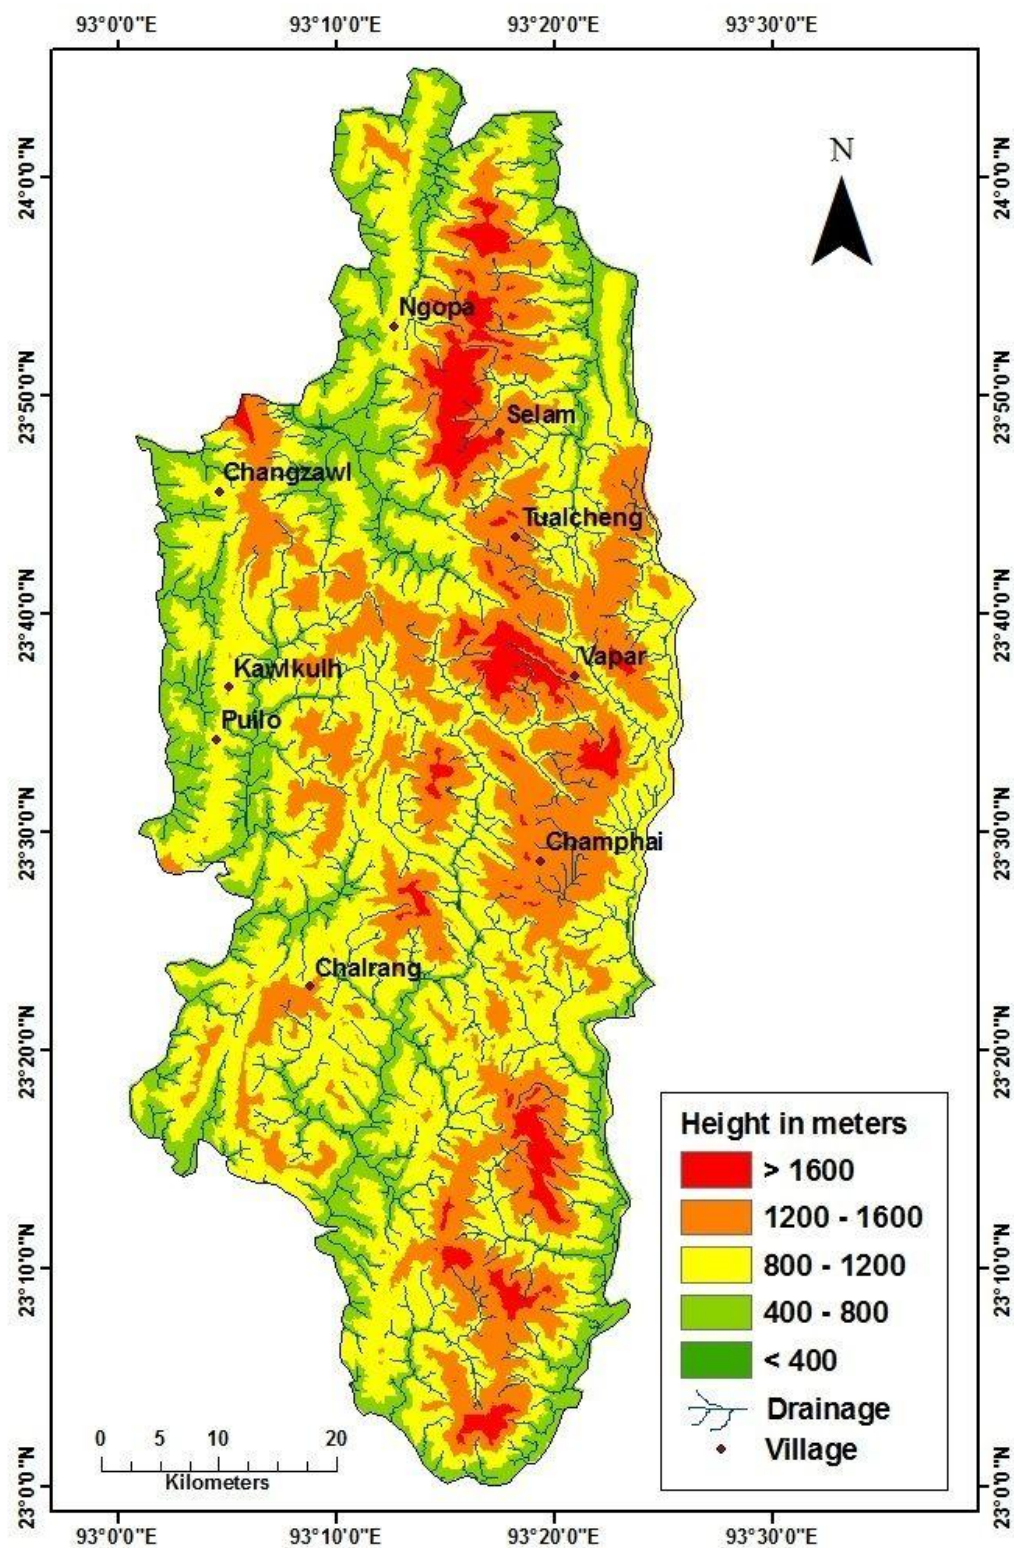 93°0'0"E 93°10'0"E 93°20'0"E 93°30'0"E
24°0'0"N
23°50'0"N
23°40'0"N
23°30'0"N
23°20'0"N
23°10'0"N
23°0'0"N
N
24°0'0"N
23°50'0"N
23°40'0"N
23°30'0"N
23°20'0"N
23°10'0"N
23°0'0"N
Ngopa
Selam
Changzawl
Tualcheng
Vapar
Kawlkulh
Puilo
Champhai
Chalrang
Height in meters
> 1600
1200 - 1600
800 - 1200
400 - 800
< 400
Drainage
Village
0 5 10 20
Kilometers
93°0'0"E 93°10'0"E 93°20'0"E 93°30'0"E